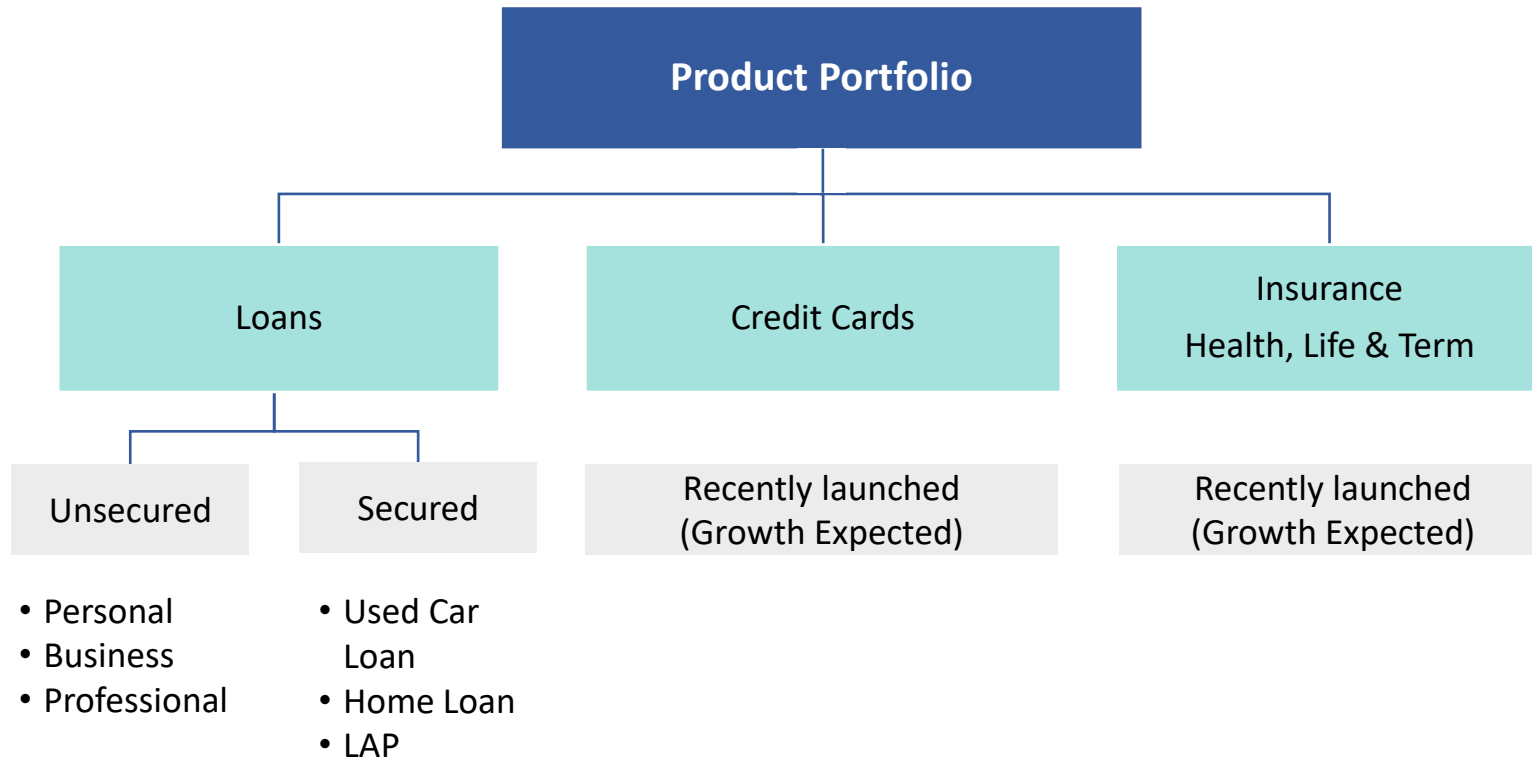 Product Portfolio
Loans
Credit Cards
Insurance
Health, Life & Term
Unsecured
Secured
Recently launched
(Growth Expected)
Recently launched
(Growth Expected)
• Personal
• Business
• Professional
• Used Car
Loan
• Home Loan
• LAP